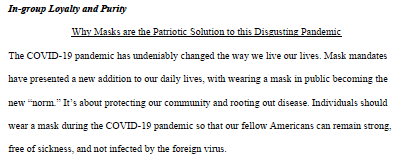 In-group Loyalty and Purity
Why Masks are the Patriotic Solution to this Disgusting Pandemic
The COVID-19 pandemic has undeniably changed the way we live our lives. Mask mandates
have presented a new addition to our daily lives, with wearing a mask in public becoming the
new “norm.” It’s about protecting our community and rooting out disease. Individuals should
wear a mask during the COVID-19 pandemic so that our fellow Americans can remain strong,
free of sickness, and not infected by the foreign virus.